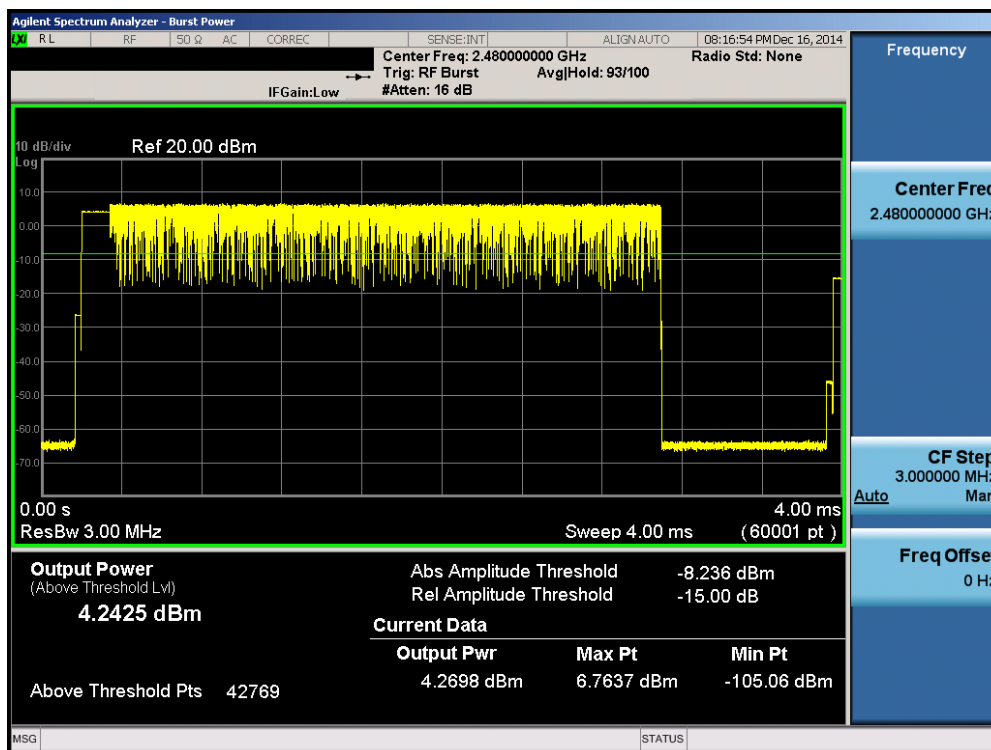 Agilent Spectrum Analyzer - Burst Power
LXI RL RF 50 Ω AC CORREC SENSE:INT ALIGN AUTO 08:16:54 PM Dec 16, 2014
Center Freq: 2.480000000 GHz Radio Std: None
Trig: RF Burst Avg|Hold: 93/100
IFGain:Low #Atten: 16 dB
10 dB/div Ref 20.00 dBm
Log
10.0
0.00
-10.0
-20.0
-30.0
-40.0
-50.0
-60.0
-70.0
0.00 s 4.00 ms
ResBw 3.00 MHz Sweep 4.00 ms (60001 pt)
Output Power
(Above Threshold Lvl)
4.2425 dBm
Above Threshold Pts 42769
Abs Amplitude Threshold -8.236 dBm
Rel Amplitude Threshold -15.00 dB
Current Data
Output Pwr Max Pt Min Pt
4.2698 dBm 6.7637 dBm -105.06 dBm
MSG STATUS
Frequency
Center Freq
2.480000000 GHz
CF Step
3.000000 MHz
Auto Man
Freq Offset
0 Hz